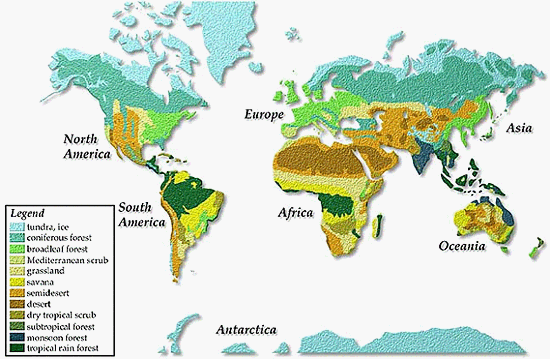 Europe
Asia
North
America
South
America
Africa
Oceania
Legend
tundra, ice
coniferous forest
broadleaf forest
Mediterranean scrub
grassland
savana
semidesert
desert
dry tropical scrub
subtropical forest
monsoon forest
tropical rain forest
Antarctica